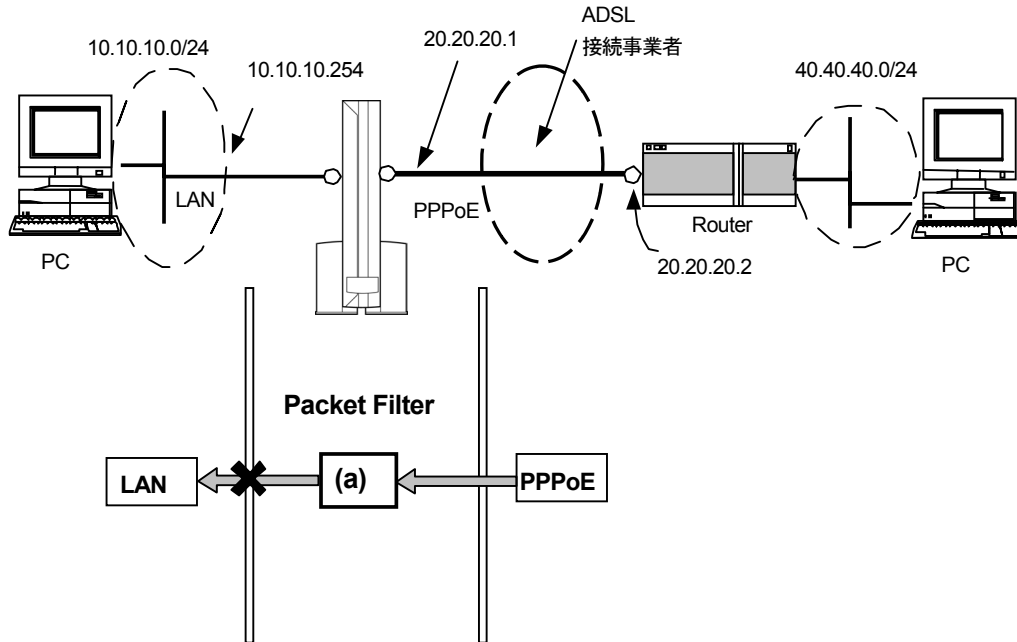 ADSL
接続事業者
10.10.10.0/24
20.20.20.1
10.10.10.254
40.40.40.0/24
LAN
PPPoE
Router
PC
20.20.20.2
PC
Packet Filter
LAN
(a)
PPPoE